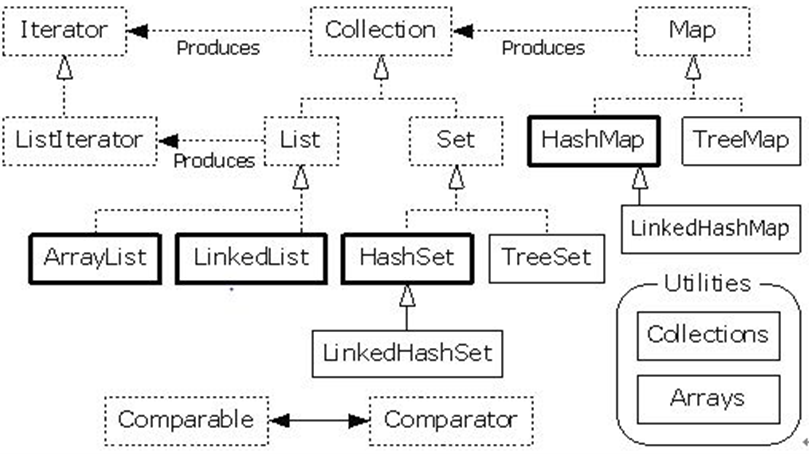 Iterator
Produces
Collection
Produces
Map
ListIterator
Produces
List
Set
HashMap
TreeMap
LinkedHashMap
ArrayList
LinkedList
HashSet
TreeSet
LinkedHashSet
Utilities
Collections
Arrays
Comparable
Comparator